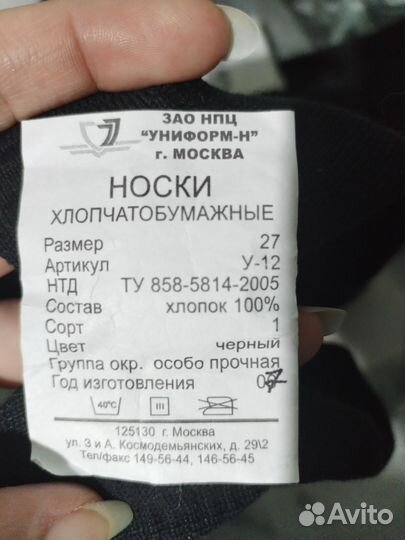 ЗАО НПЦ
"УНИФОРМ-Н"
г. МОСКВА
НОСКИ
ХЛОПЧАТОБУМАЖНЫЕ
Размер 27
Артикул У-12
НТД ТУ 858-5814-2005
Состав хлопок 100%
Сорт 1
Цвет черный
Группа окр. особо прочная
Год изготовления 07
40°C
125130 г. Москва
ул. З и А. Космодемьянских, д. 29\2
Тел/факс 149-56-44, 146-56-45
Avito